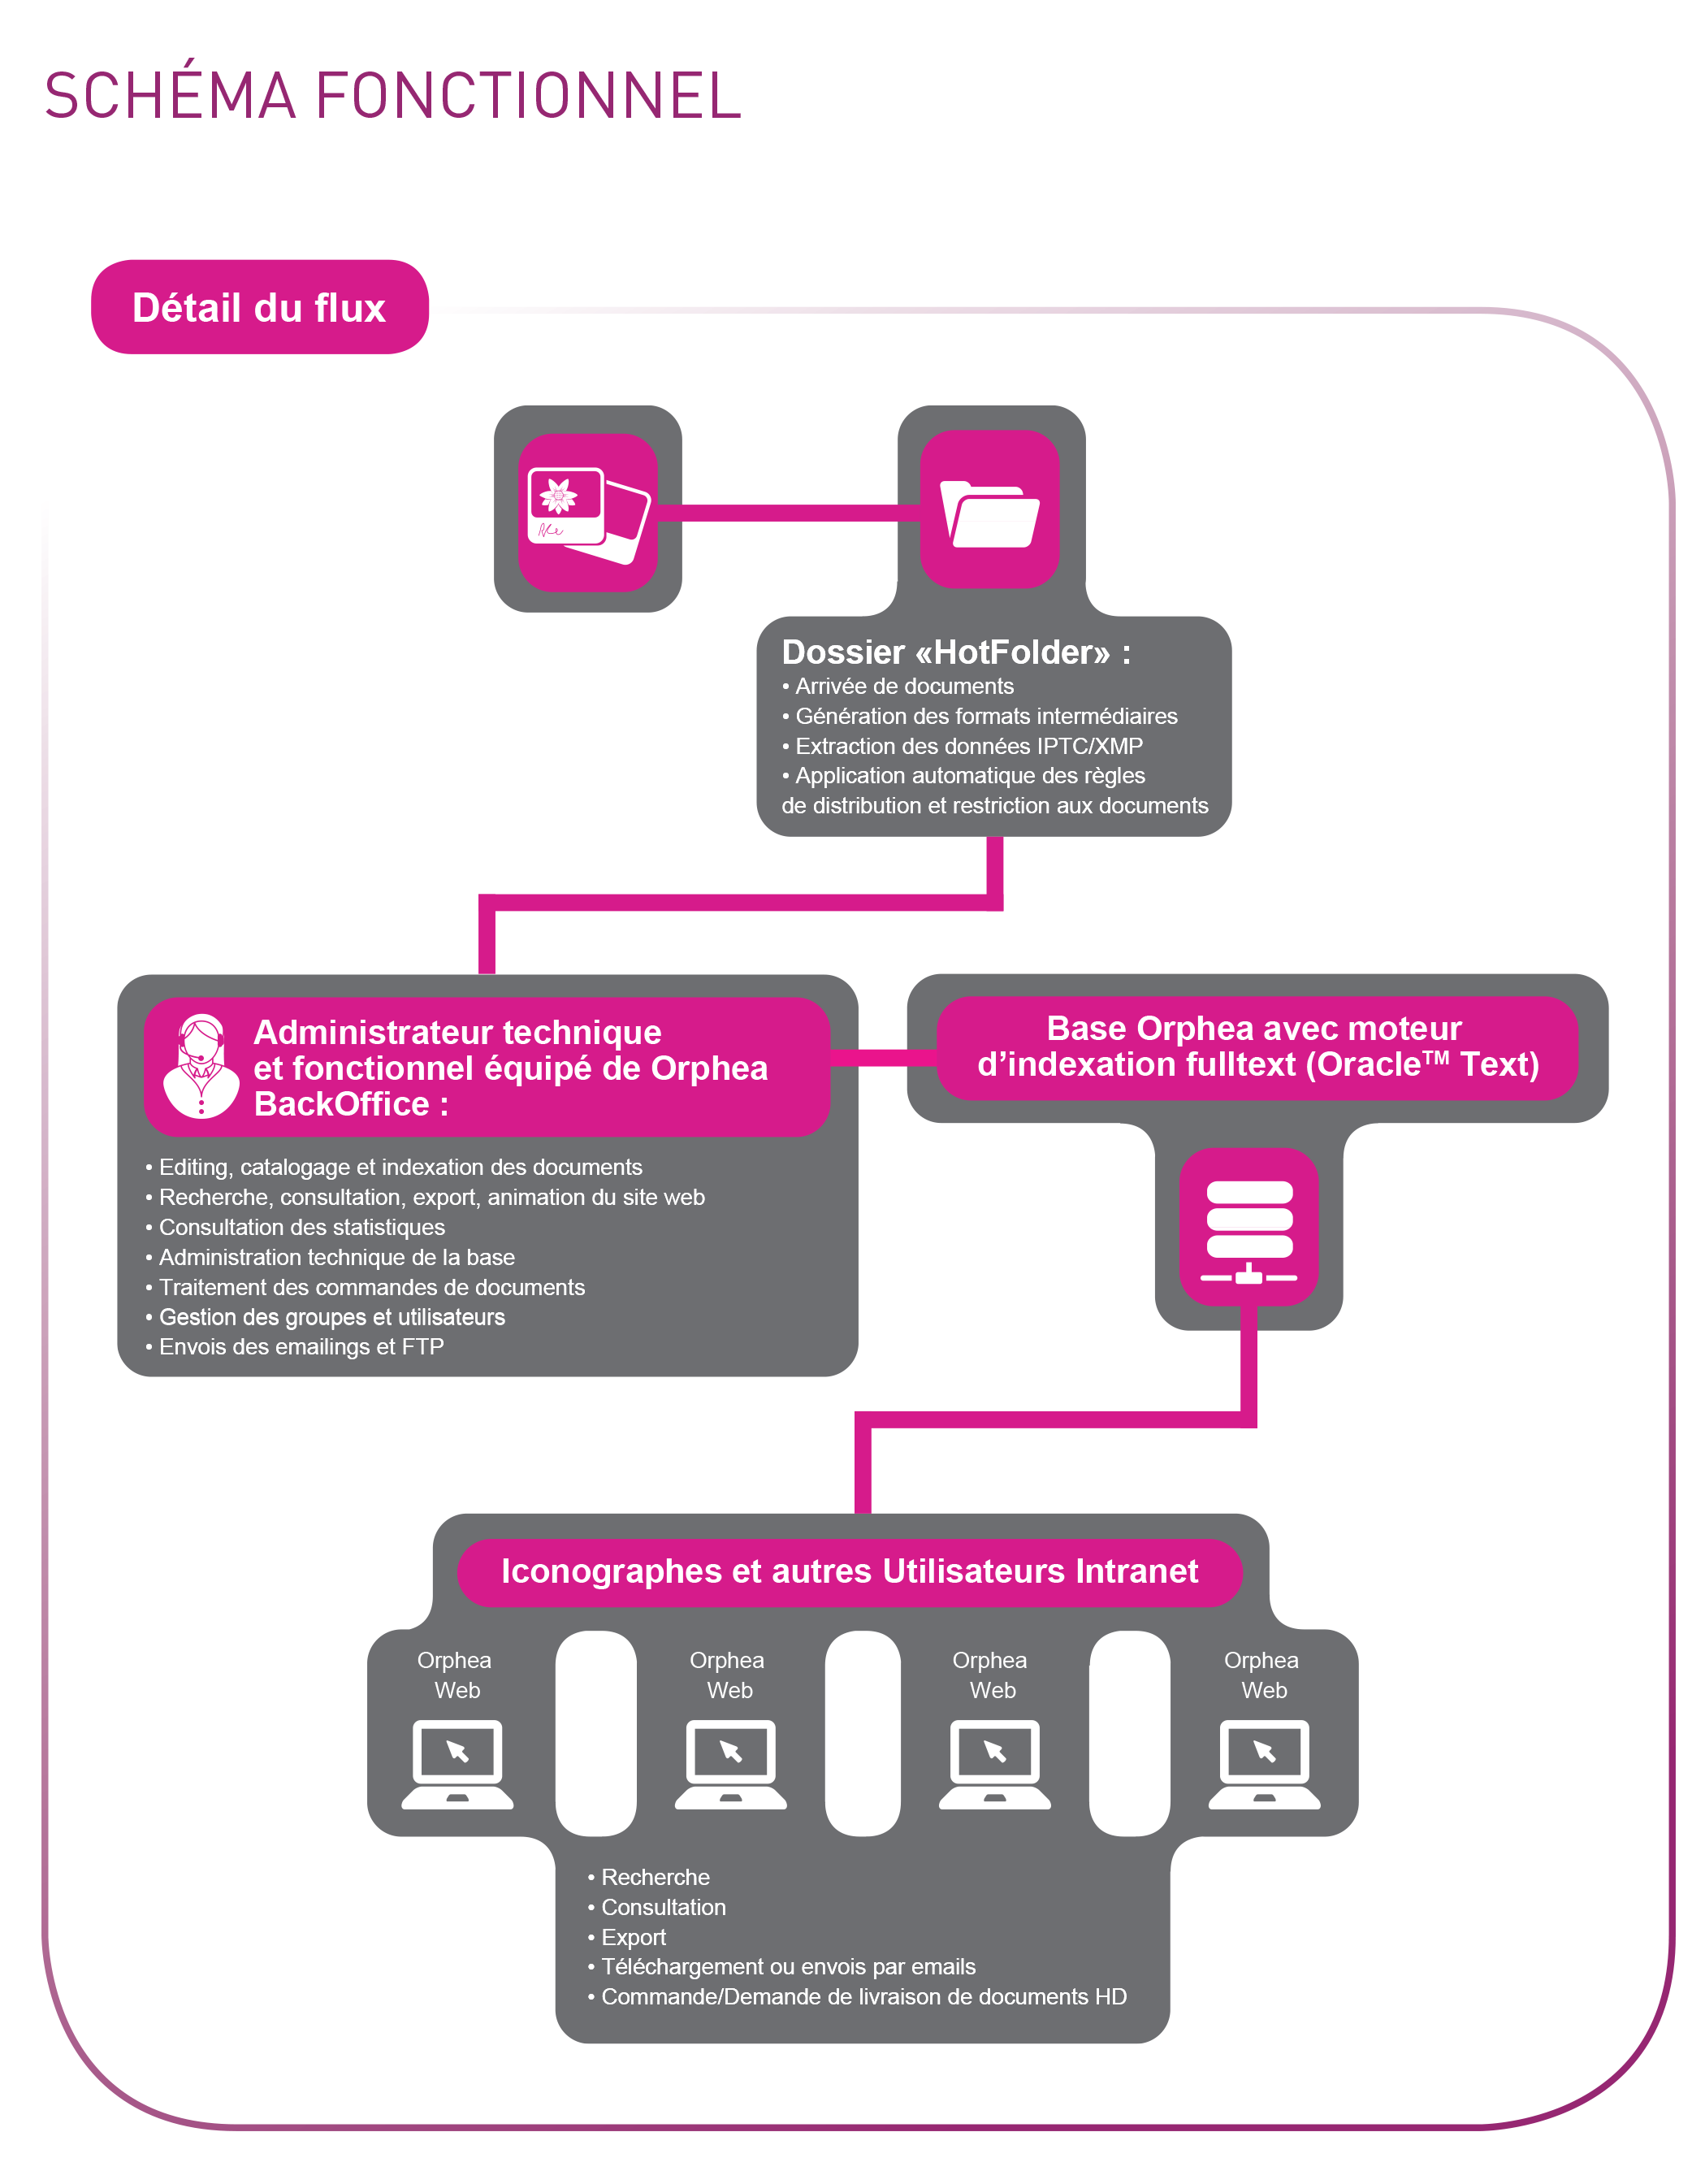 SCHÉMA FONCTIONNEL
Détail du flux
Dossier «HotFolder» :
• Arrivée de documents
• Génération des formats intermédiaires
• Extraction des données IPTC/XMP
• Application automatique des règles
de distribution et restriction aux documents
Administrateur technique
et fonctionnel équipé de Orphea
BackOffice :
• Editing, catalogage et indexation des documents
• Recherche, consultation, export, animation du site web
• Consultation des statistiques
• Administration technique de la base
• Traitement des commandes de documents
• Gestion des groupes et utilisateurs
• Envois des emailings et FTP
Base Orphea avec moteur
d’indexation fulltext (Oracle™ Text)
Iconographes et autres Utilisateurs Intranet
Orphea
Web
Orphea
Web
Orphea
Web
Orphea
Web
• Recherche
• Consultation
• Export
• Téléchargement ou envois par emails
• Commande/Demande de livraison de documents HD